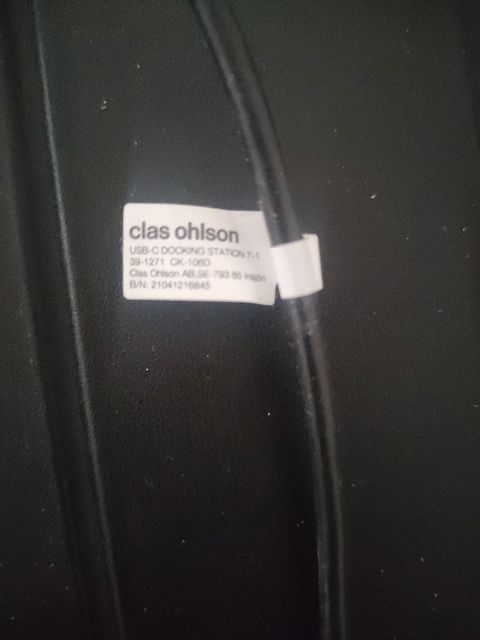 clas ohlson
USB-C DOCKING STATION 7-1
39-1271 CK-106D
Clas Ohlson AB,SE-793 85 Insjön
B/N: 21041216845